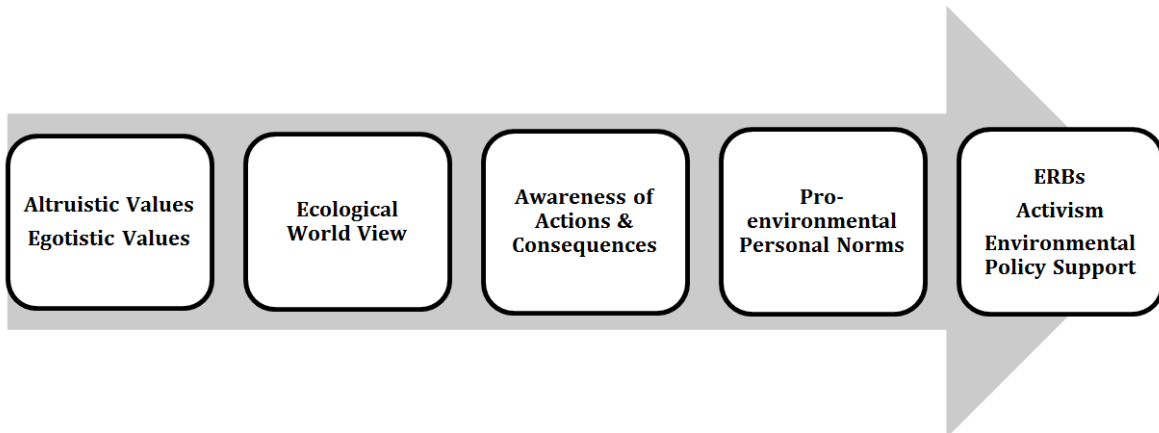 Altruistic Values
Egotistic Values
Ecological
World View
Awareness of
Actions &
Consequences
Pro-
environmental
Personal Norms
ERBs
Activism
Environmental
Policy Support